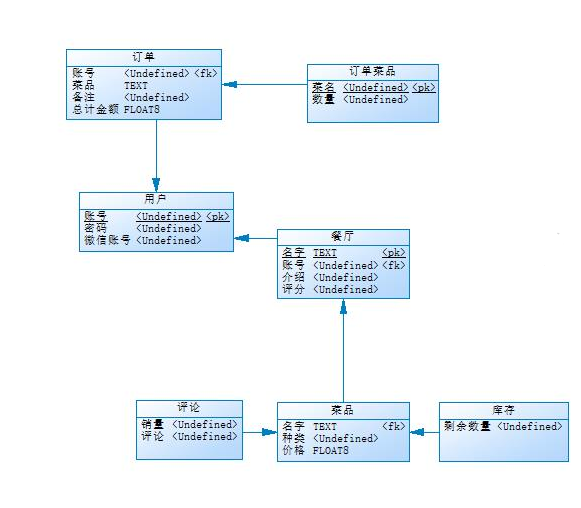 订单
账号 <Undefined> <fk>
菜品 TEXT
备注 <Undefined>
总计金额 FLOAT8
订单菜品
菜名 <Undefined> <pk>
数量 <Undefined>
用户
账号 <Undefined> <pk>
密码 <Undefined>
微信账号 <Undefined>
餐厅
名字 TEXT <pk>
账号 <Undefined> <fk>
介绍 <Undefined>
评分 <Undefined>
评论
销量 <Undefined>
评论 <Undefined>
菜品
名字 TEXT <fk>
种类 <Undefined>
价格 FLOAT8
库存
剩余数量 <Undefined>